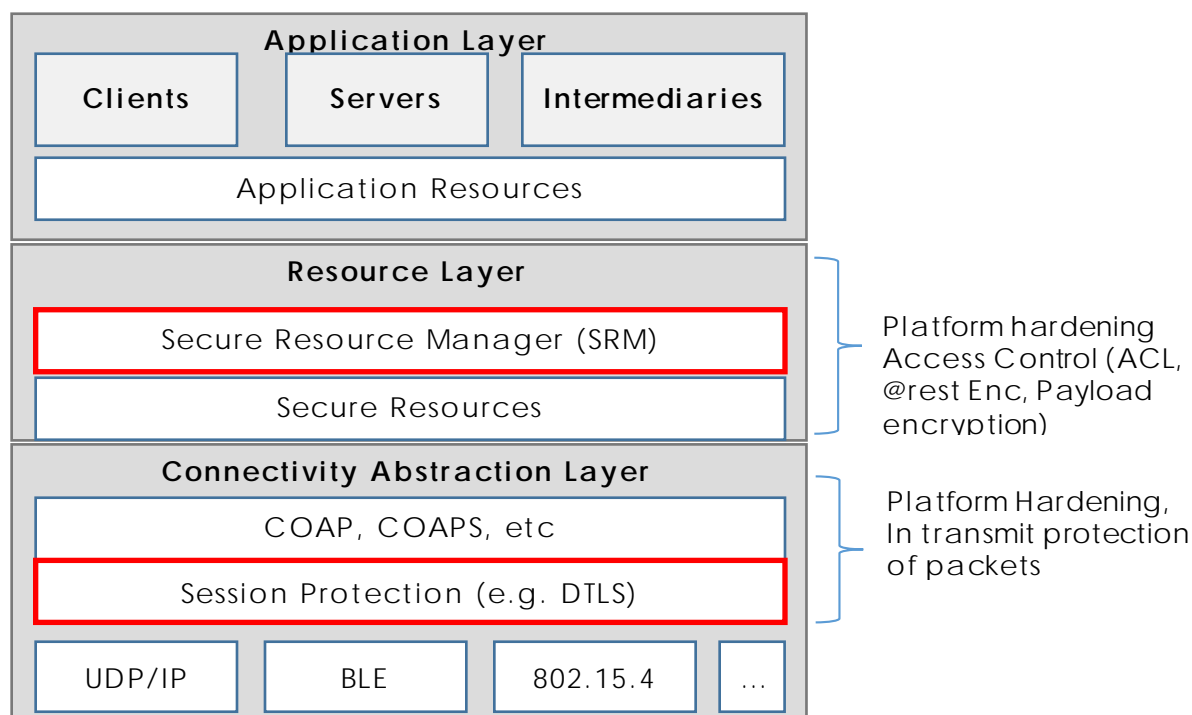 Application Layer
Clients
Servers
Intermediaries
Application Resources
Resource Layer
Secure Resource Manager (SRM)
Secure Resources
Platform hardening
Access Control (ACL,
@rest Enc, Payload
encryption)
Connectivity Abstraction Layer
COAP, COAPS, etc
Session Protection (e.g. DTLS)
Platform Hardening,
In transmit protection
of packets
UDP/IP
BLE
802.15.4
...